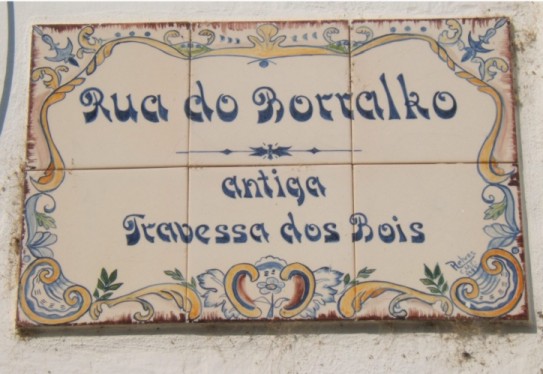 Rua do Borralho
antiga
Travessa dos Bois